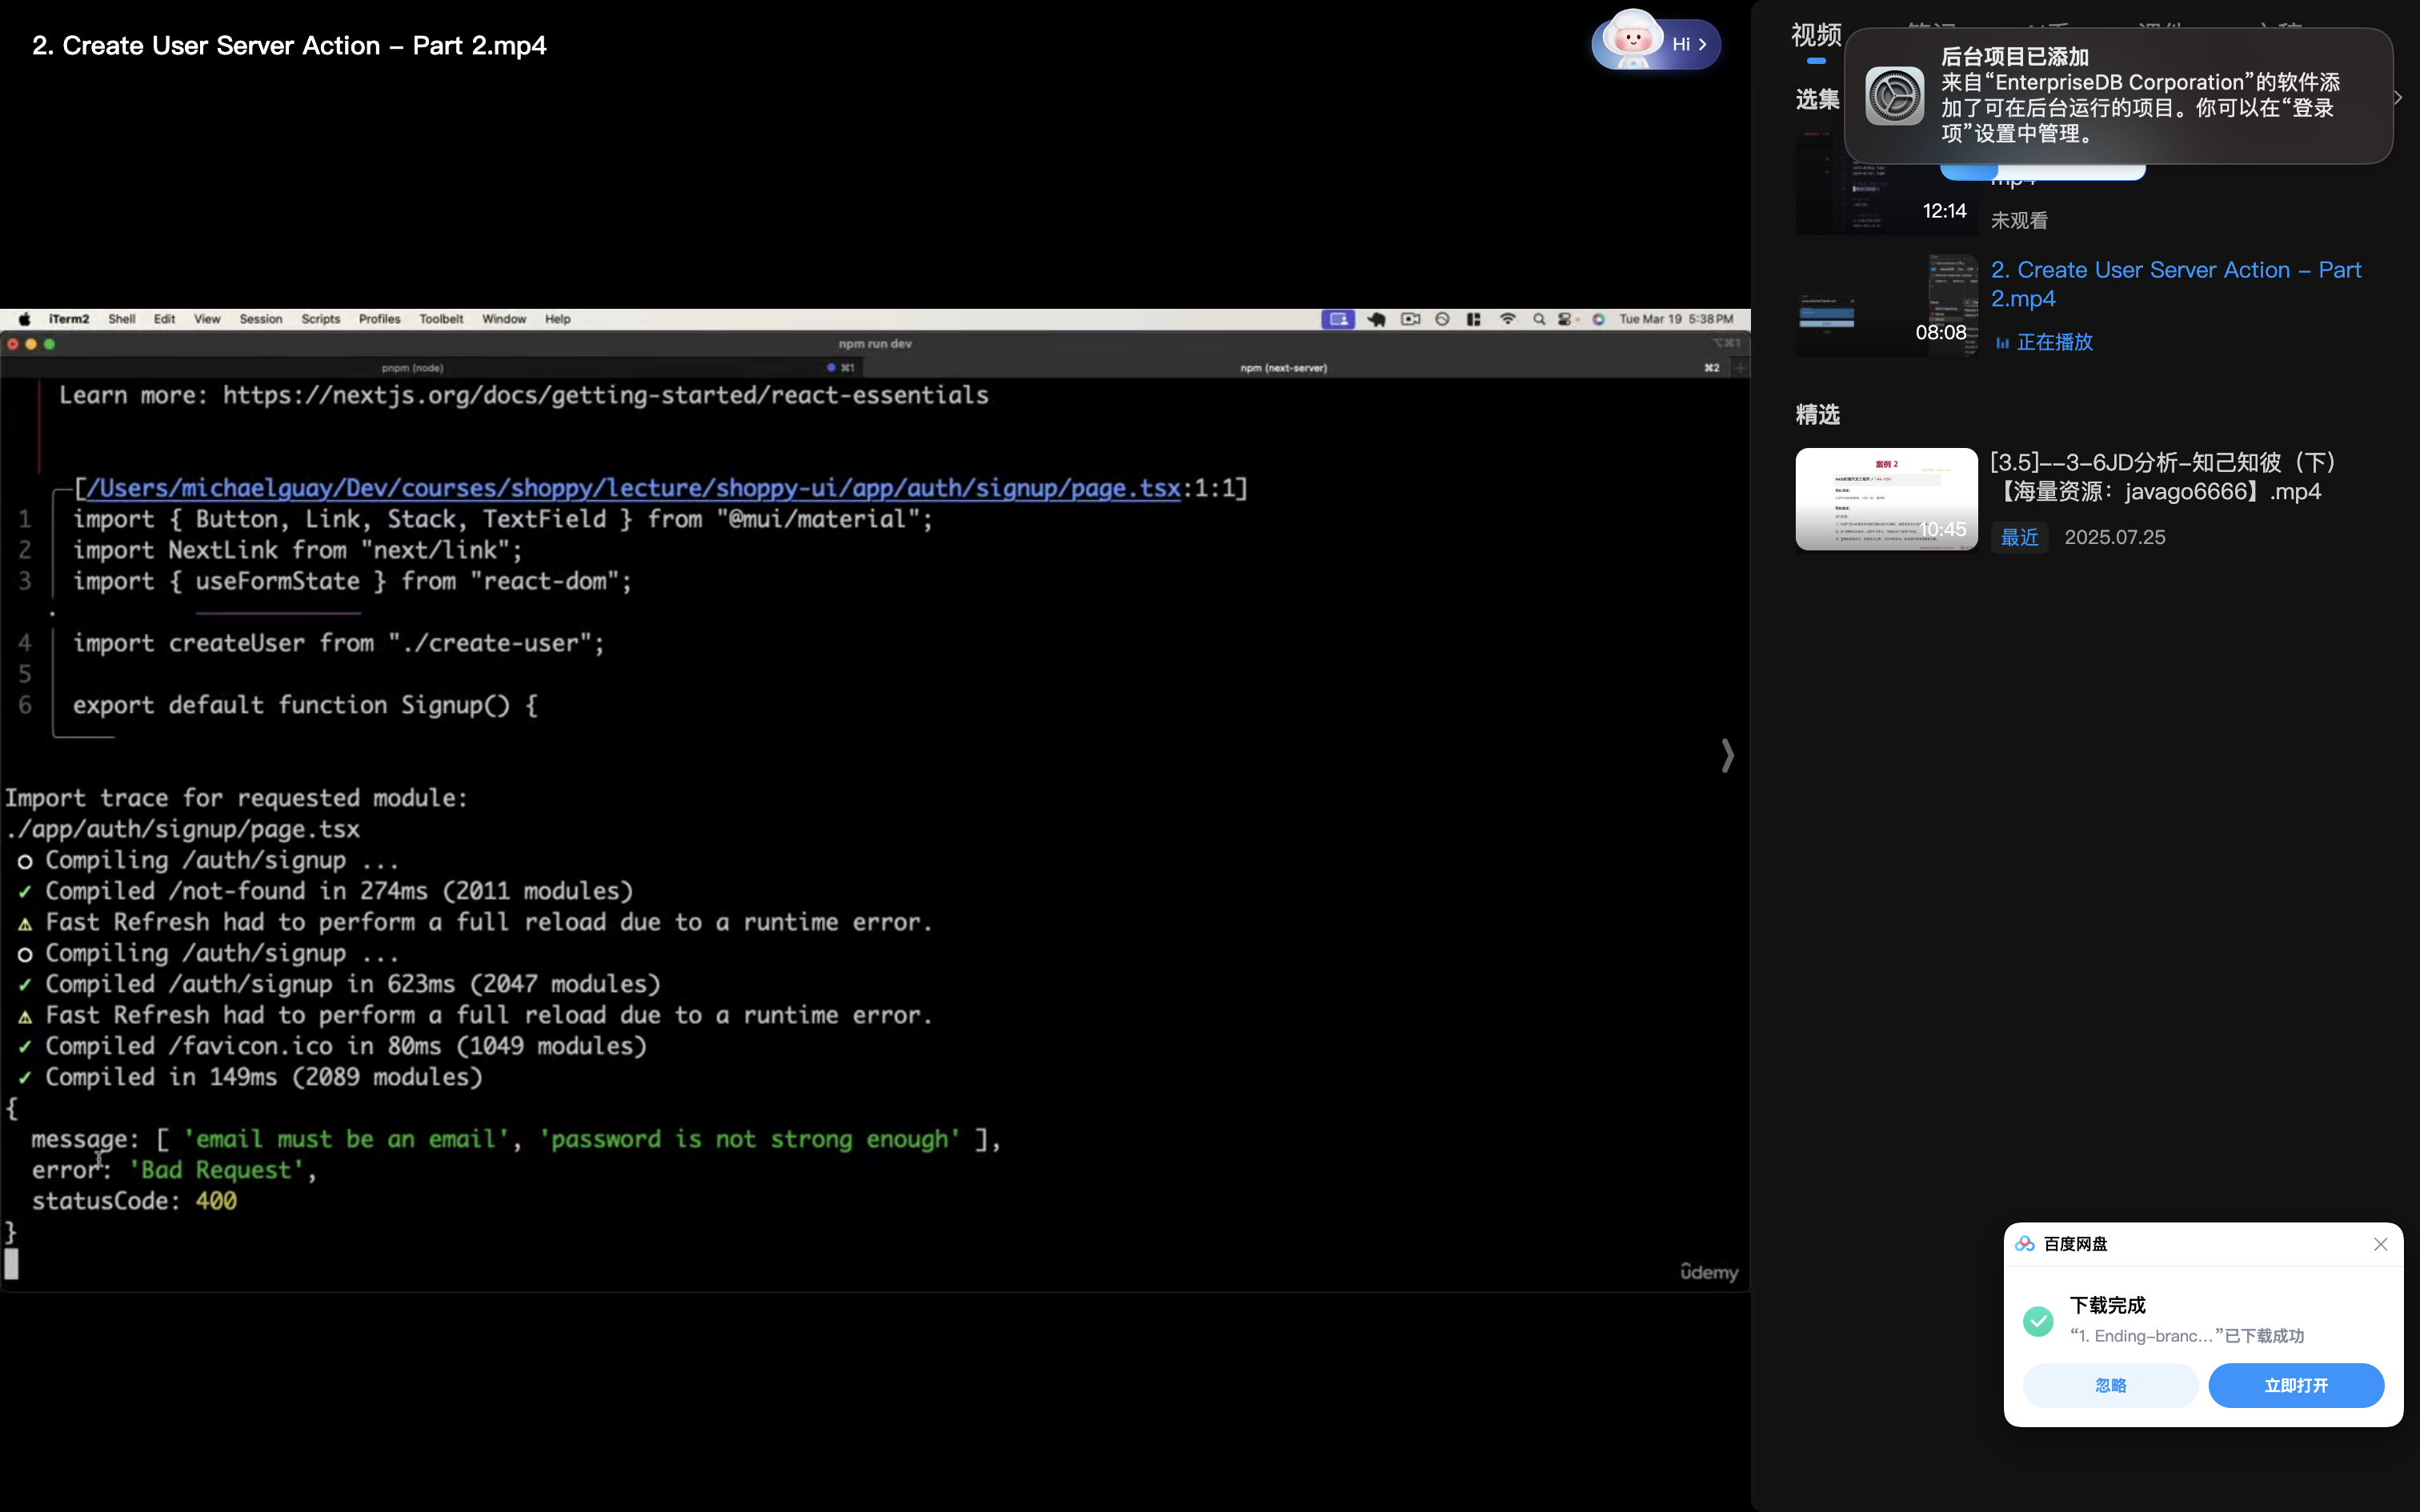 2. Create User Server Action – Part 2.mp4
Hi
iTerm2 Shell Edit View Session Scripts Profiles Toolbelt Window Help
Tue Mar 19 5:38 PM
npm run dev
⌥⌘1
pnpm (node)
⌘1
npm (next-server)
⌘2
Learn more: https://nextjs.org/docs/getting-started/react-essentials
[/Users/michaelguay/Dev/courses/shoppy/lecture/shoppy-ui/app/auth/signup/page.tsx:1:1]
1 import { Button, Link, Stack, TextField } from "@mui/material";
2 import NextLink from "next/link";
3 import { useFormState } from "react-dom";
4 import createUser from "./create-user";
5
6 export default function Signup() {
Import trace for requested module:
./app/auth/signup/page.tsx
○ Compiling /auth/signup ...
✓ Compiled /not-found in 274ms (2011 modules)
⚠ Fast Refresh had to perform a full reload due to a runtime error.
○ Compiling /auth/signup ...
✓ Compiled /auth/signup in 623ms (2047 modules)
⚠ Fast Refresh had to perform a full reload due to a runtime error.
✓ Compiled /favicon.ico in 80ms (1049 modules)
✓ Compiled in 149ms (2089 modules)
{
message: [ 'email must be an email', 'password is not strong enough' ],
error: 'Bad Request',
statusCode: 400
}
ûdemy
视频
选集
后台项目已添加
来自“EnterpriseDB Corporation”的软件添
加了可在后台运行的项目。你可以在“登录
项”设置中管理。
mp4
12:14
未观看
2. Create User Server Action – Part
2.mp4
08:08
正在播放
精选
案例 2
10:45
[3.5]--3-6JD分析-知己知彼（下）
【海量资源：javago6666】.mp4
最近 2025.07.25
百度网盘
下载完成
“1. Ending-branc...”已下载成功
忽略
立即打开